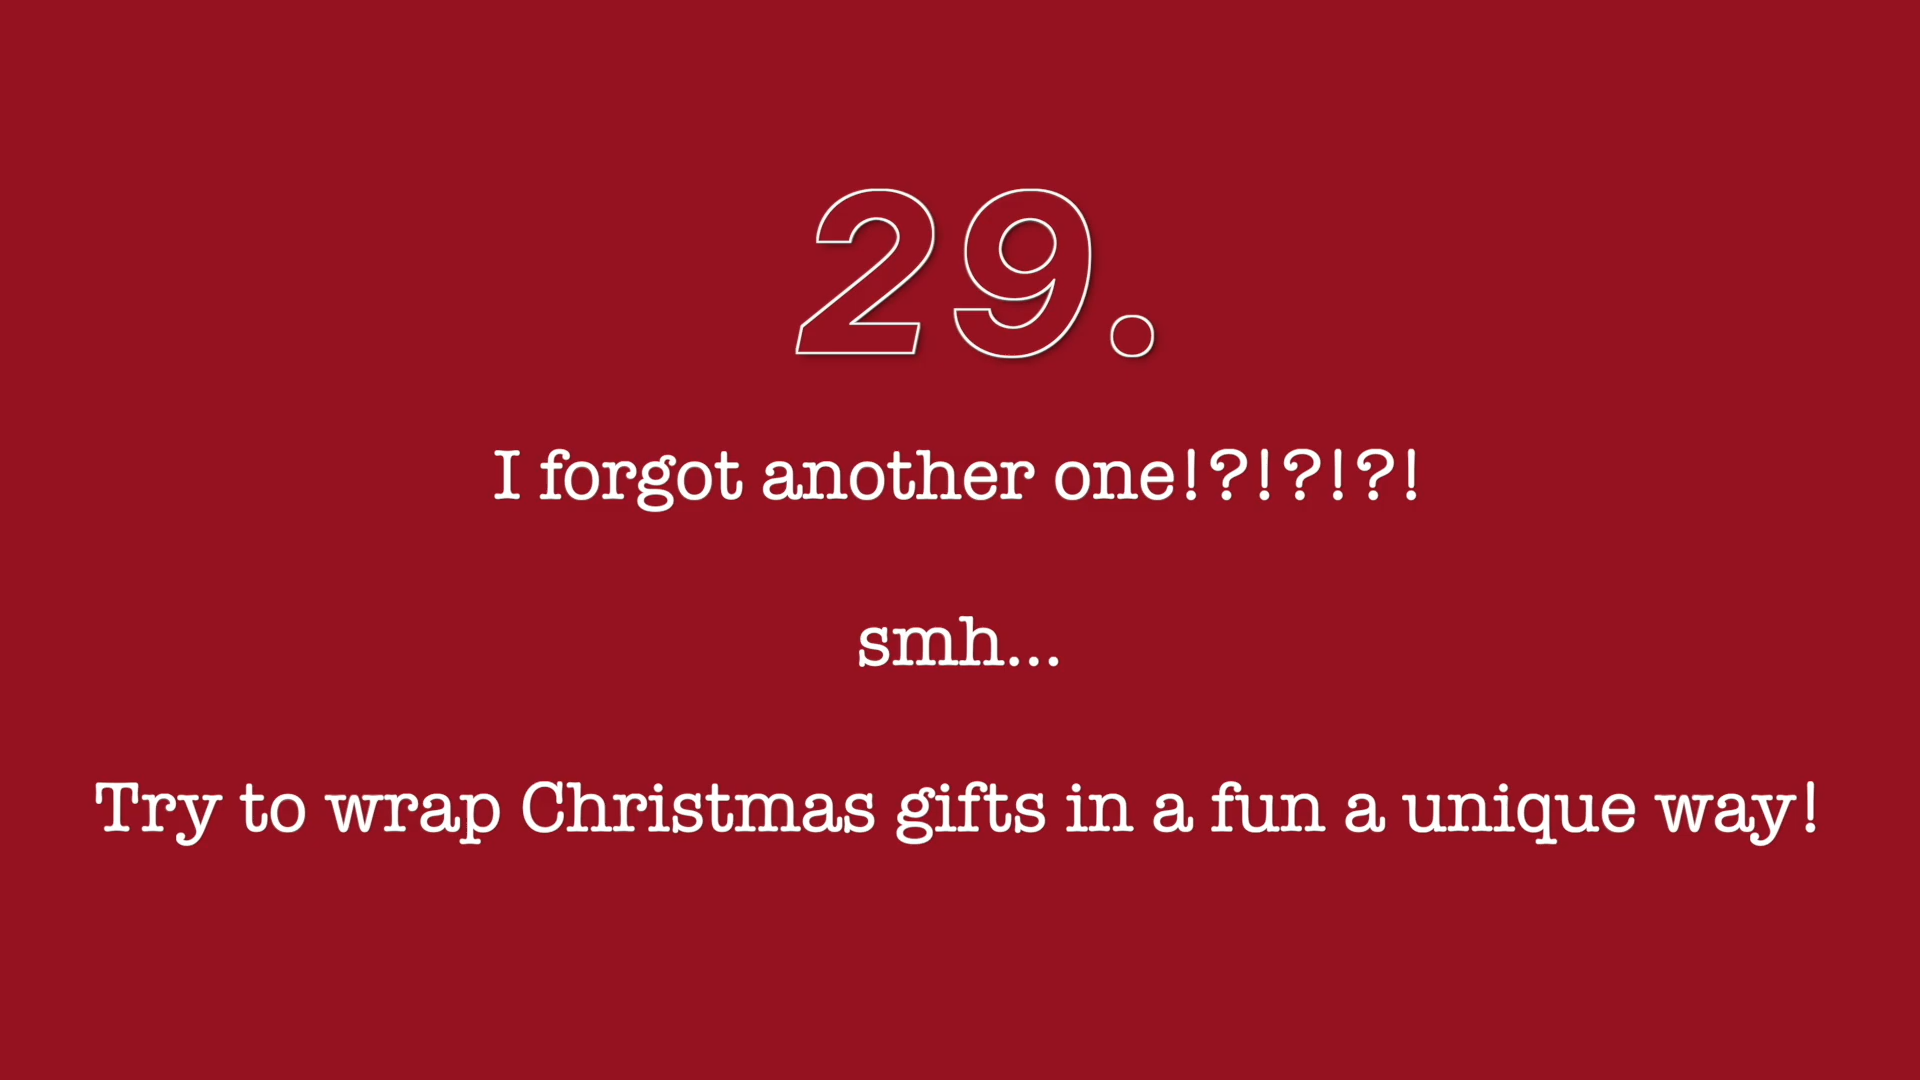 29.
I forgot another one!?!?!?!
smh...
Try to wrap Christmas gifts in a fun a unique way!